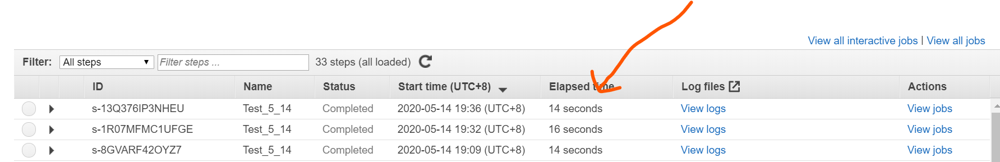 View all interactive jobs | View all jobs
Filter: All steps Filter steps ... 33 steps (all loaded)
ID Name Status Start time (UTC+8) Elapsed time Log files Actions
s-13Q376IP3NHEU Test_5_14 Completed 2020-05-14 19:36 (UTC+8) 14 seconds View logs View jobs
s-1R07MFMC1UFGE Test_5_14 Completed 2020-05-14 19:32 (UTC+8) 16 seconds View logs View jobs
s-8GVARF42OYZ7 Test_5_14 Completed 2020-05-14 19:09 (UTC+8) 14 seconds View logs View jobs